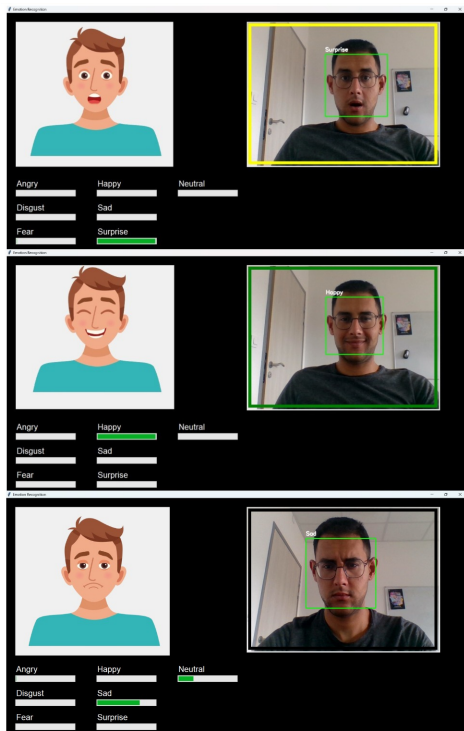 Emotion Recognition
Surprise
Angry Happy Neutral
Disgust Sad
Fear Surprise
Emotion Recognition
Happy
Angry Happy Neutral
Disgust Sad
Fear Surprise
Emotion Recognition
Sad
Angry Happy Neutral
Disgust Sad
Fear Surprise